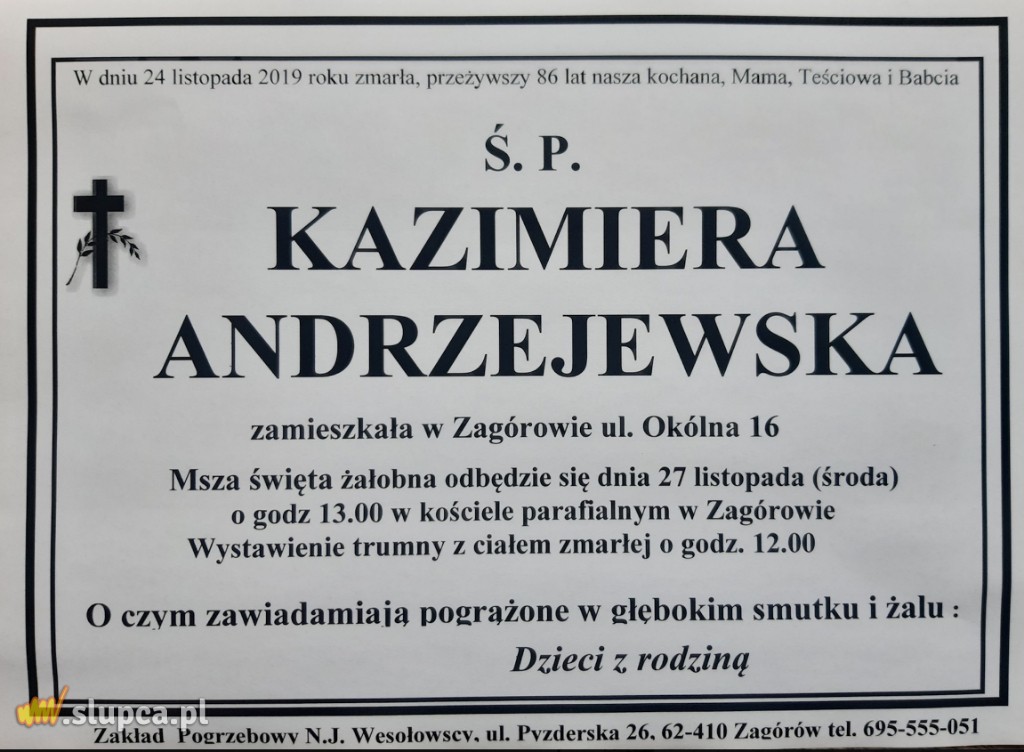 W dniu 24 listopada 2019 roku zmarła, przeżywszy 86 lat nasza kochana, Mama, Teściowa i Babcia
Ś. P.
KAZIMIERA
ANDRZEJEWSKA
zamieszkała w Zagórowie ul. Okólna 16
Msza święta żałobna odbędzie się dnia 27 listopada (środa)
o godz 13.00 w kościele parafialnym w Zagórowie
Wystawienie trumny z ciałem zmarłej o godz. 12.00
O czym zawiadamiają pogrążone w głębokim smutku i żalu :
Dzieci z rodziną
www.slupca.pl
Zakład Pogrzebowy N.J. Wesołowscy, ul. Pyzderska 26, 62-410 Zagórów tel. 695-555-051